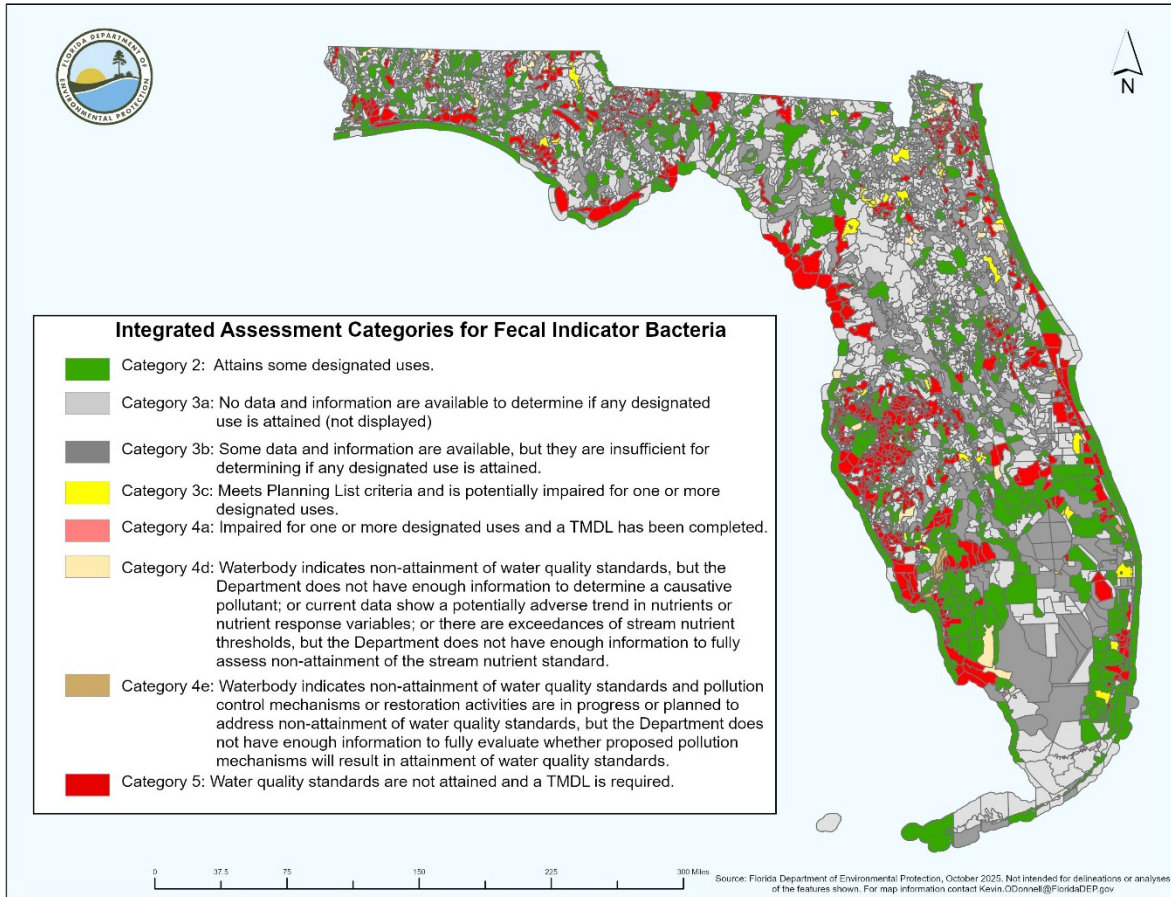 FLORIDA DEPARTMENT OF
ENVIRONMENTAL PROTECTION
N
Integrated Assessment Categories for Fecal Indicator Bacteria
Category 2: Attains some designated uses.
Category 3a: No data and information are available to determine if any designated
use is attained (not displayed)
Category 3b: Some data and information are available, but they are insufficient for
determining if any designated use is attained.
Category 3c: Meets Planning List criteria and is potentially impaired for one or more
designated uses.
Category 4a: Impaired for one or more designated uses and a TMDL has been completed.
Category 4d: Waterbody indicates non-attainment of water quality standards, but the
Department does not have enough information to determine a causative
pollutant; or current data show a potentially adverse trend in nutrients or
nutrient response variables; or there are exceedances of stream nutrient
thresholds, but the Department does not have enough information to fully
assess non-attainment of the stream nutrient standard.
Category 4e: Waterbody indicates non-attainment of water quality standards and pollution
control mechanisms or restoration activities are in progress or planned to
address non-attainment of water quality standards, but the Department does
not have enough information to fully evaluate whether proposed pollution
mechanisms will result in attainment of water quality standards.
Category 5: Water quality standards are not attained and a TMDL is required.
0 37.5 75 150 225 300 Miles
Source: Florida Department of Environmental Protection, October 2025. Not intended for delineations or analyses
of the features shown. For map information contact Kevin.ODonnell@FloridaDEP.gov